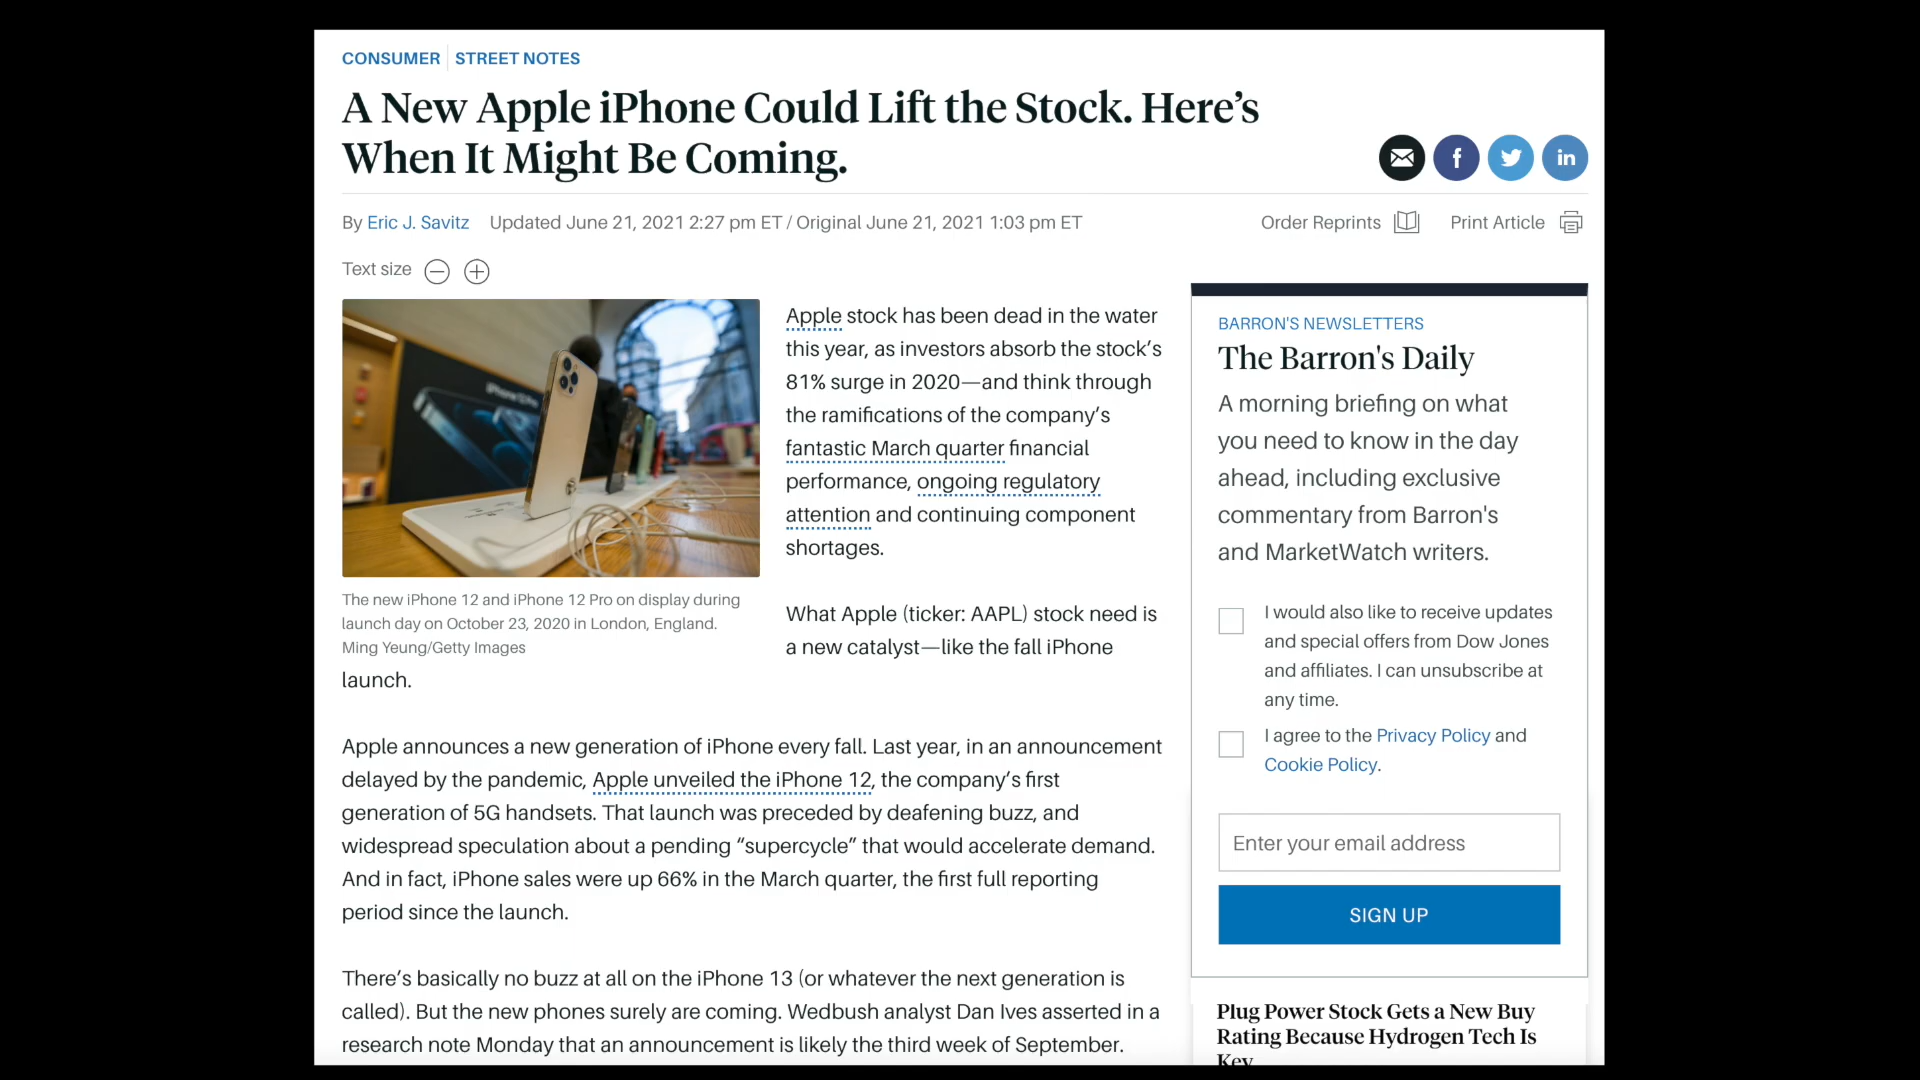 CONSUMER STREET NOTES
A New Apple iPhone Could Lift the Stock. Here’s
When It Might Be Coming.
By Eric J. Savitz Updated June 21, 2021 2:27 pm ET / Original June 21, 2021 1:03 pm ET
Order Reprints Print Article
Text size
iPhone 12 Pro
The new iPhone 12 and iPhone 12 Pro on display during
launch day on October 23, 2020 in London, England.
Ming Yeung/Getty Images
Apple stock has been dead in the water
this year, as investors absorb the stock’s
81% surge in 2020—and think through
the ramifications of the company’s
fantastic March quarter financial
performance, ongoing regulatory
attention and continuing component
shortages.
What Apple (ticker: AAPL) stock need is
a new catalyst—like the fall iPhone
launch.
Apple announces a new generation of iPhone every fall. Last year, in an announcement
delayed by the pandemic, Apple unveiled the iPhone 12, the company’s first
generation of 5G handsets. That launch was preceded by deafening buzz, and
widespread speculation about a pending “supercycle” that would accelerate demand.
And in fact, iPhone sales were up 66% in the March quarter, the first full reporting
period since the launch.
There’s basically no buzz at all on the iPhone 13 (or whatever the next generation is
called). But the new phones surely are coming. Wedbush analyst Dan Ives asserted in a
research note Monday that an announcement is likely the third week of September.
BARRON'S NEWSLETTERS
The Barron's Daily
A morning briefing on what
you need to know in the day
ahead, including exclusive
commentary from Barron's
and MarketWatch writers.
I would also like to receive updates
and special offers from Dow Jones
and affiliates. I can unsubscribe at
any time.
I agree to the Privacy Policy and
Cookie Policy.
Enter your email address
SIGN UP
Plug Power Stock Gets a New Buy
Rating Because Hydrogen Tech Is
Key